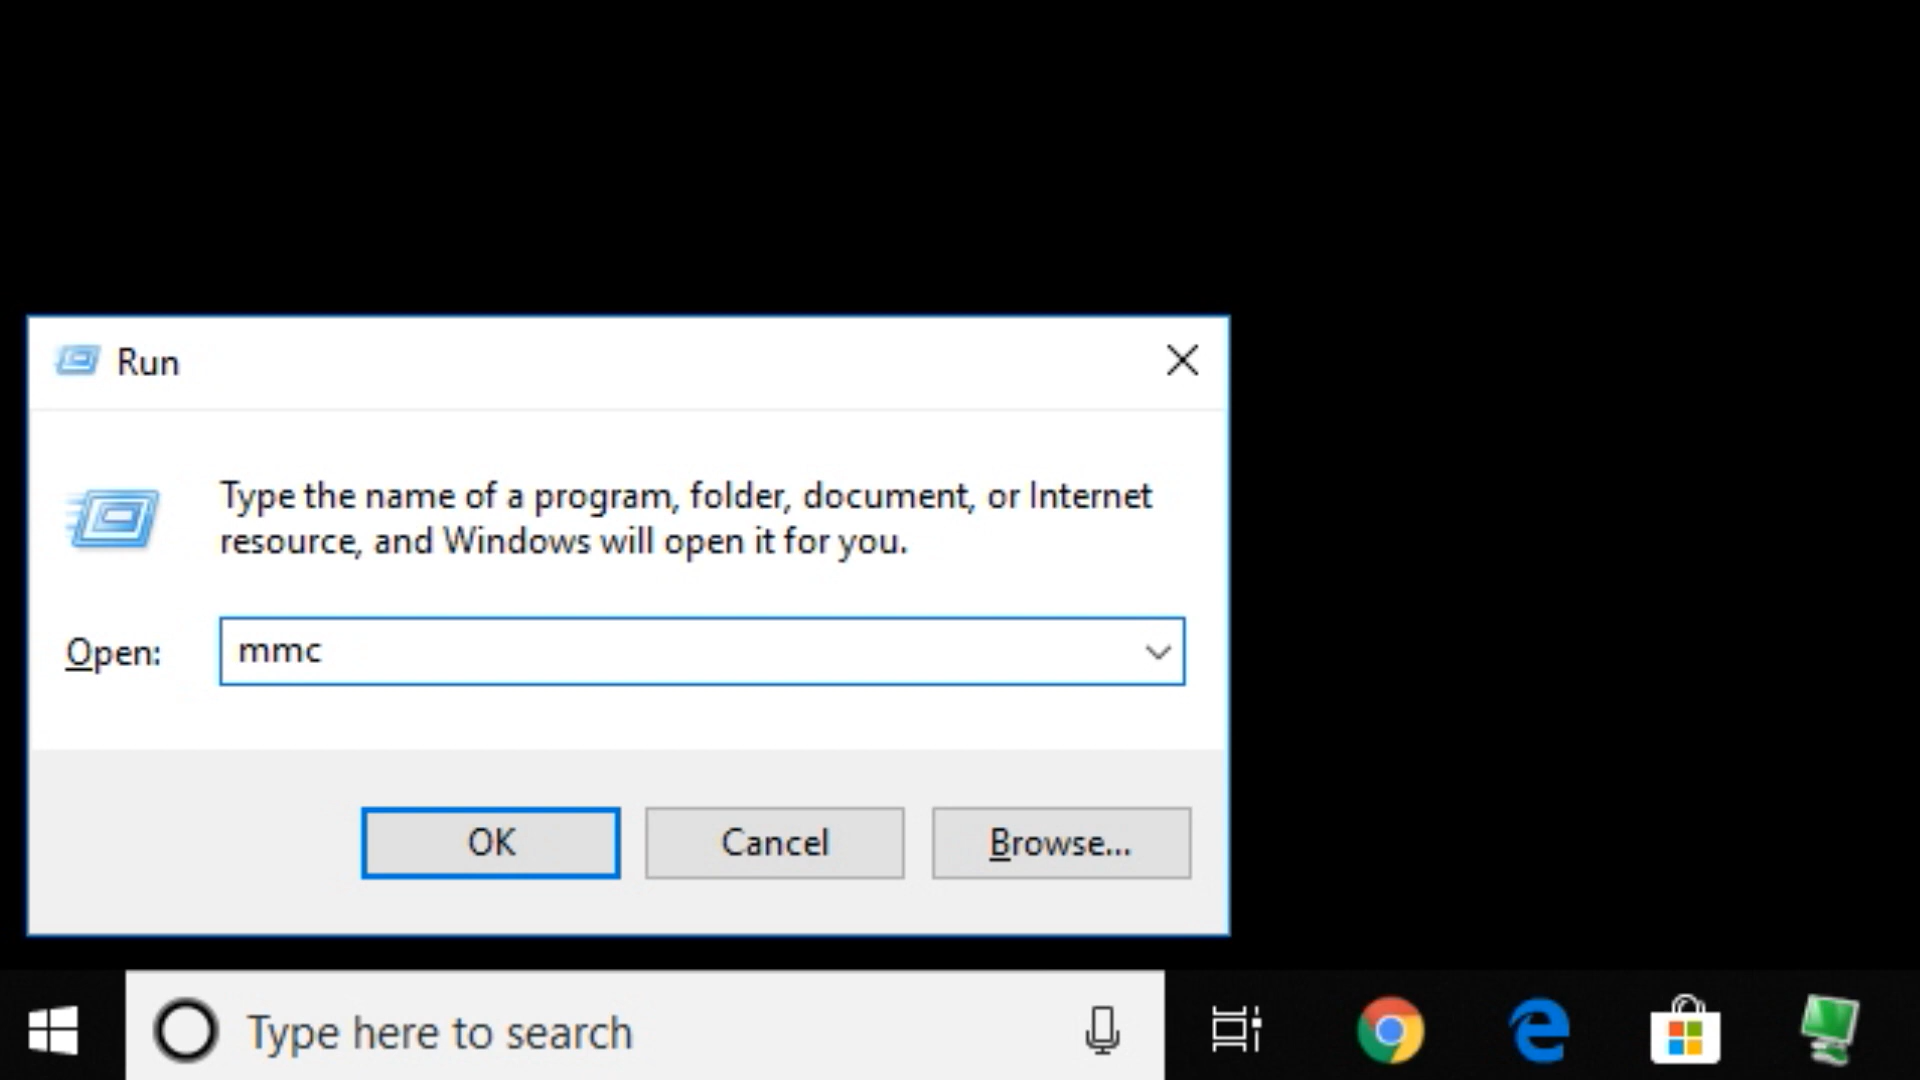 Run
Type the name of a program, folder, document, or Internet
resource, and Windows will open it for you.
Open:
mmc
OK
Cancel
Browse...
Type here to search